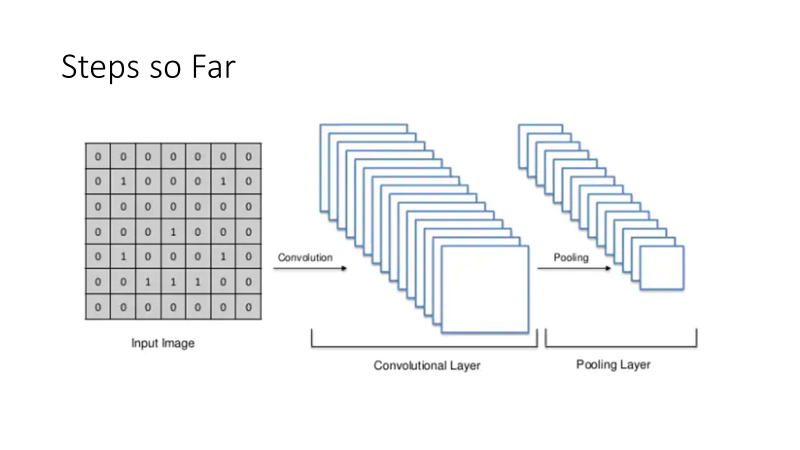 Steps so Far
0 0 0 0 0 0 0
0 1 0 0 0 1 0
0 0 0 0 0 0 0
0 0 0 1 0 0 0
0 1 0 0 0 1 0
0 0 1 1 1 0 0
0 0 0 0 0 0 0
Input Image
Convolution
Convolutional Layer
Pooling
Pooling Layer